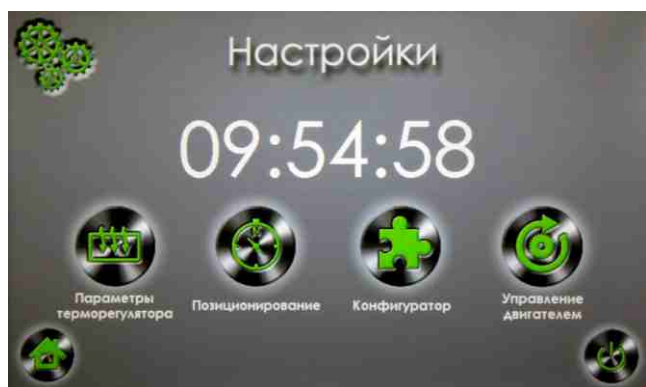 Настройки
09:54:58
Параметры
терморегулятора
Позиционирование
Конфигуратор
Управление
двигателем